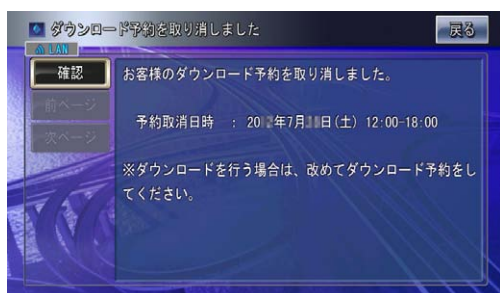 ダウンロード予約を取り消しました
戻る
LAN
確認
お客様のダウンロード予約を取り消しました。
前ページ
予約取消日時 : 20 年7月 日(土) 12:00-18:00
次ページ
※ダウンロードを行う場合は、改めてダウンロード予約をし
てください。